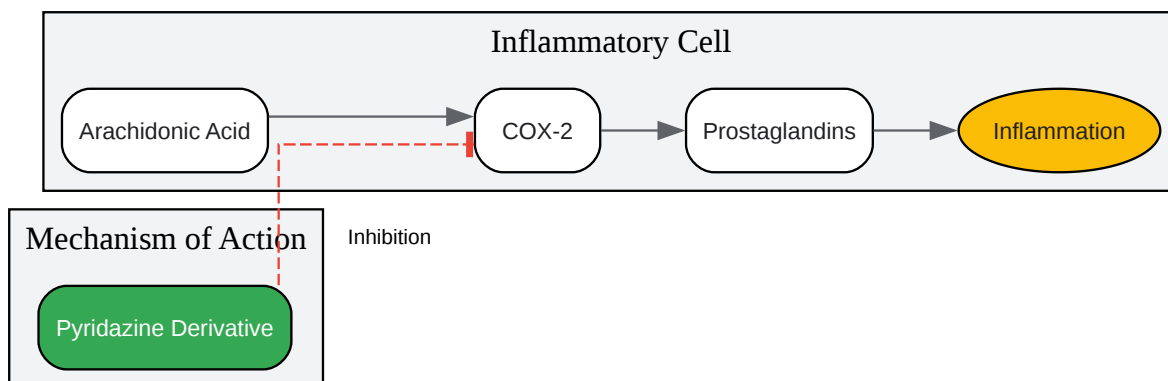 Inflammatory Cell
Arachidonic Acid
COX-2
Prostaglandins
Inflammation
Mechanism of Action
Inhibition
Pyridazine Derivative